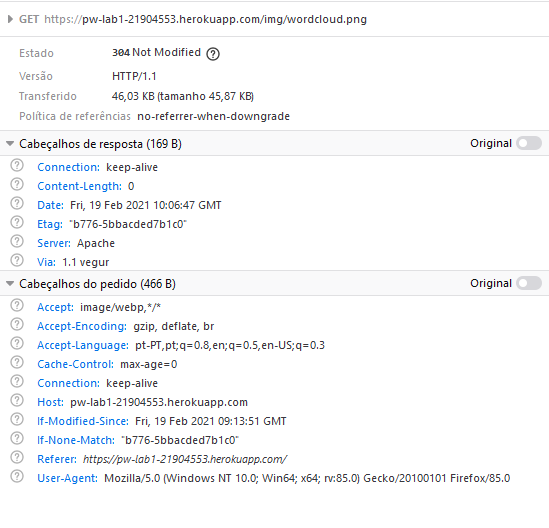 GET https://pw-lab1-21904553.herokuapp.com/img/wordcloud.png
Estado 304 Not Modified ?
Versão HTTP/1.1
Transferido 46,03 KB (tamanho 45,87 KB)
Política de referências no-referrer-when-downgrade
Cabeçalhos de resposta (169 B) Original
? Connection: keep-alive
? Content-Length: 0
? Date: Fri, 19 Feb 2021 10:06:47 GMT
? Etag: "b776-5bbacded7b1c0"
? Server: Apache
? Via: 1.1 vegur
Cabeçalhos do pedido (466 B) Original
? Accept: image/webp,*/*
? Accept-Encoding: gzip, deflate, br
? Accept-Language: pt-PT,pt;q=0.8,en;q=0.5,en-US;q=0.3
? Cache-Control: max-age=0
? Connection: keep-alive
? Host: pw-lab1-21904553.herokuapp.com
? If-Modified-Since: Fri, 19 Feb 2021 09:13:51 GMT
? If-None-Match: "b776-5bbacded7b1c0"
? Referer: https://pw-lab1-21904553.herokuapp.com/
? User-Agent: Mozilla/5.0 (Windows NT 10.0; Win64; x64; rv:85.0) Gecko/20100101 Firefox/85.0